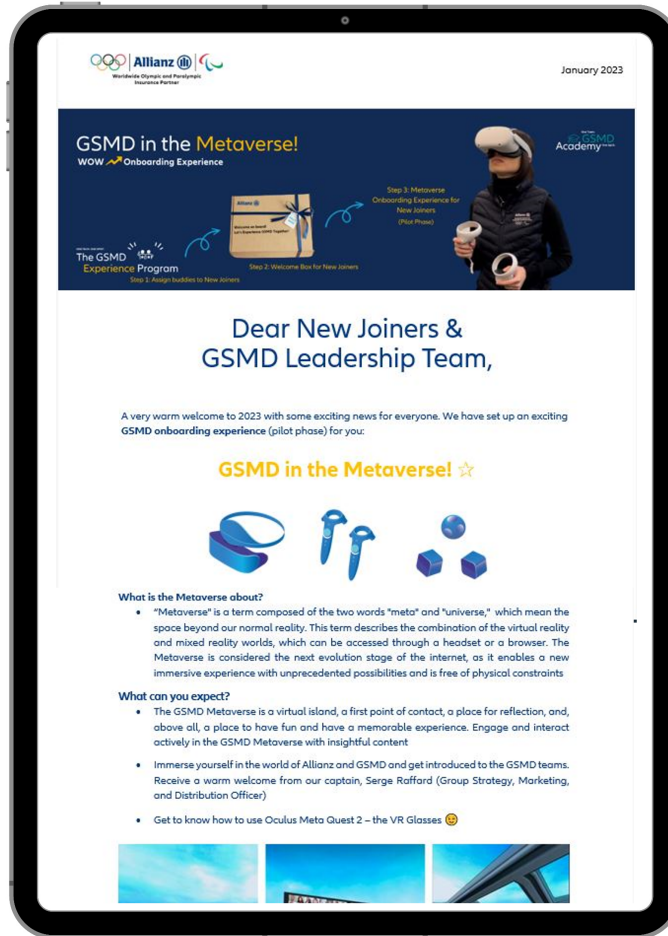 Allianz
Worldwide Olympic and Paralympic
Insurance Partner
January 2023
GSMD in the Metaverse!
WOW Onboarding Experience
GSMD
Academy
Allianz
Step 3: Metaverse
Onboarding Experience for
New Joiners
(Pilot Phase)
Allianz
Welcome on board!
Let's Experience GSMD Together!
The GSMD
Experience Program
Step 2: Welcome Box for New Joiners
Step 1: Assign buddies to New Joiners
Dear New Joiners &
GSMD Leadership Team,
A very warm welcome to 2023 with some exciting news for everyone. We have set up an exciting
GSMD onboarding experience (pilot phase) for you:
GSMD in the Metaverse! ☆
What is the Metaverse about?
• "Metaverse" is a term composed of the two words "meta" and "universe," which mean the
space beyond our normal reality. This term describes the combination of the virtual reality
and mixed reality worlds, which can be accessed through a headset or a browser. The
Metaverse is considered the next evolution stage of the internet, as it enables a new
immersive experience with unprecedented possibilities and is free of physical constraints
What can you expect?
• The GSMD Metaverse is a virtual island, a first point of contact, a place for reflection, and,
above all, a place to have fun and have a memorable experience. Engage and interact
actively in the GSMD Metaverse with insightful content
• Immerse yourself in the world of Allianz and GSMD and get introduced to the GSMD teams.
Receive a warm welcome from our captain, Serge Raffard (Group Strategy, Marketing,
and Distribution Officer)
• Get to know how to use Oculus Meta Quest 2 – the VR Glasses 😉